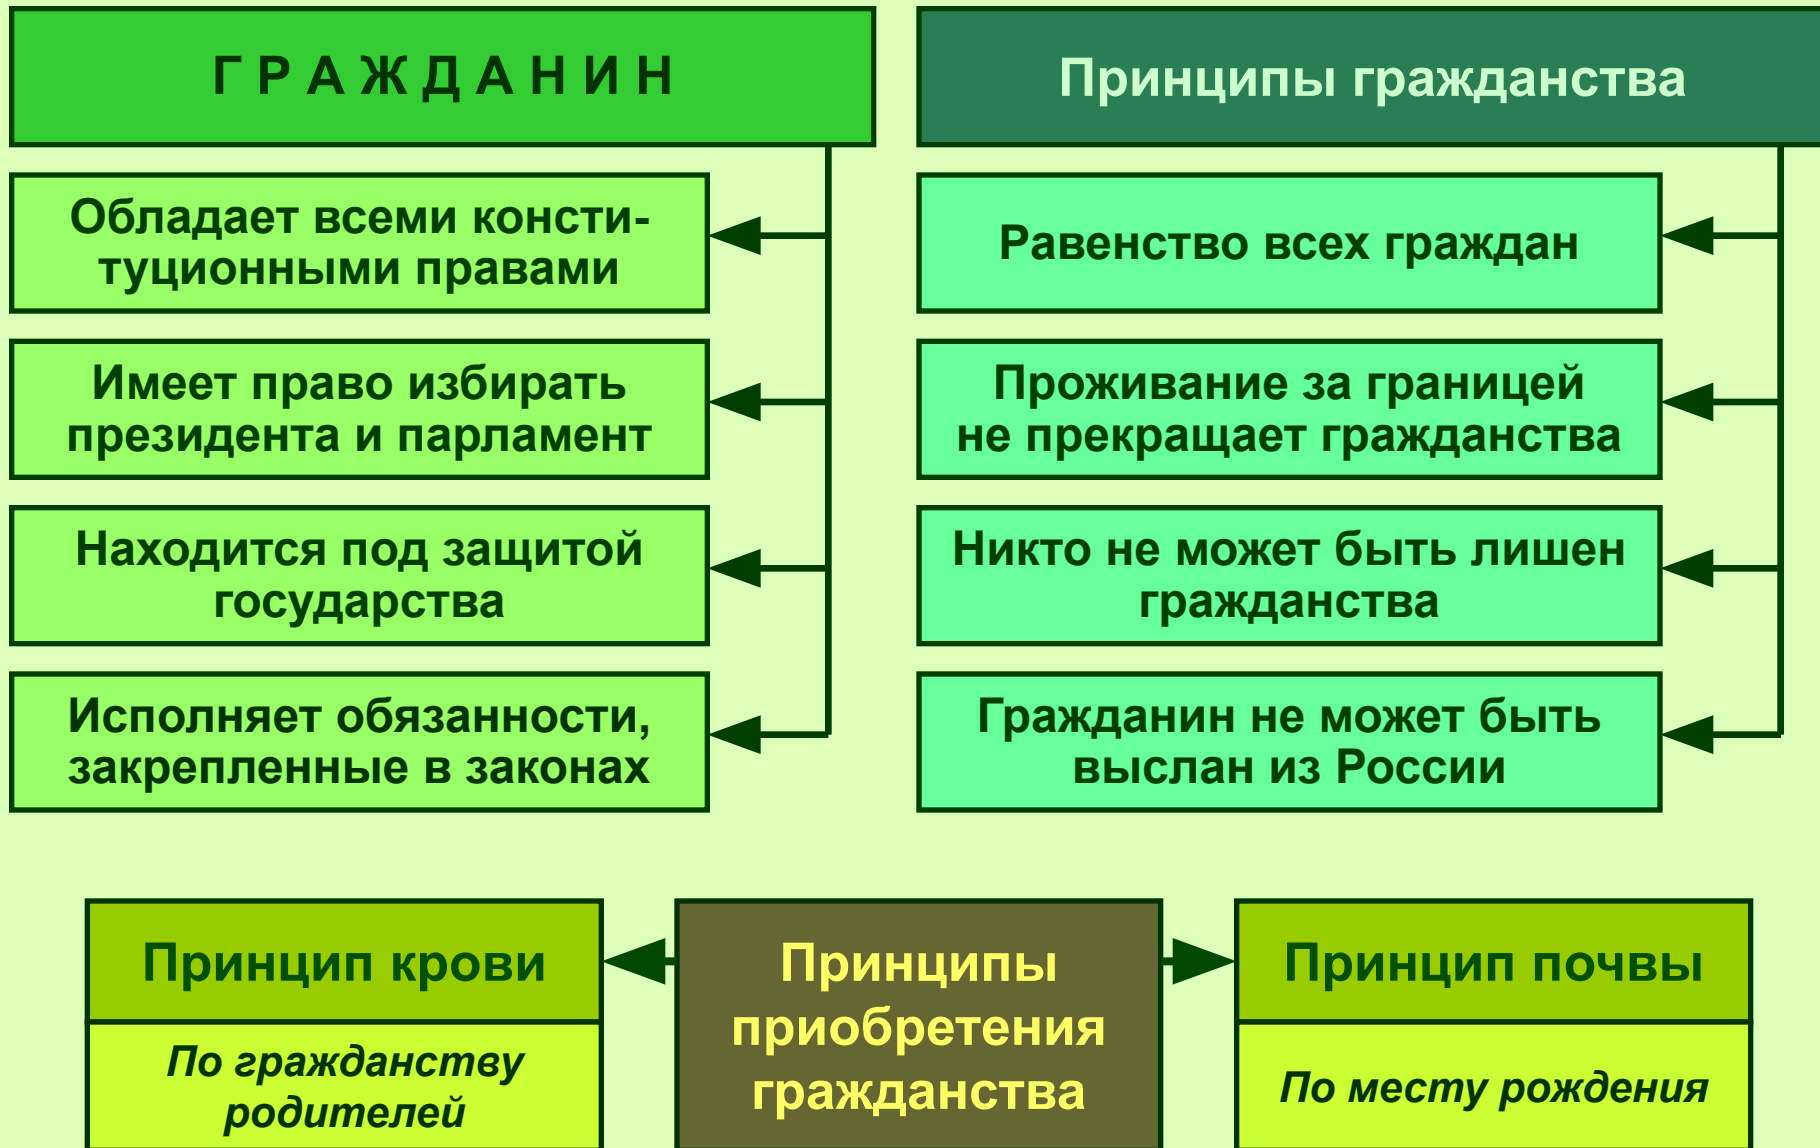 ГРАЖДАНИН
Обладает всеми консти-
туционными правами
Имеет право избирать
президента и парламент
Находится под защитой
государства
Исполняет обязанности,
закрепленные в законах
Принципы гражданства
Равенство всех граждан
Проживание за границей
не прекращает гражданства
Никто не может быть лишен
гражданства
Гражданин не может быть
выслан из России
Принцип крови
По гражданству
родителей
Принципы
приобретения
гражданства
Принцип почвы
По месту рождения